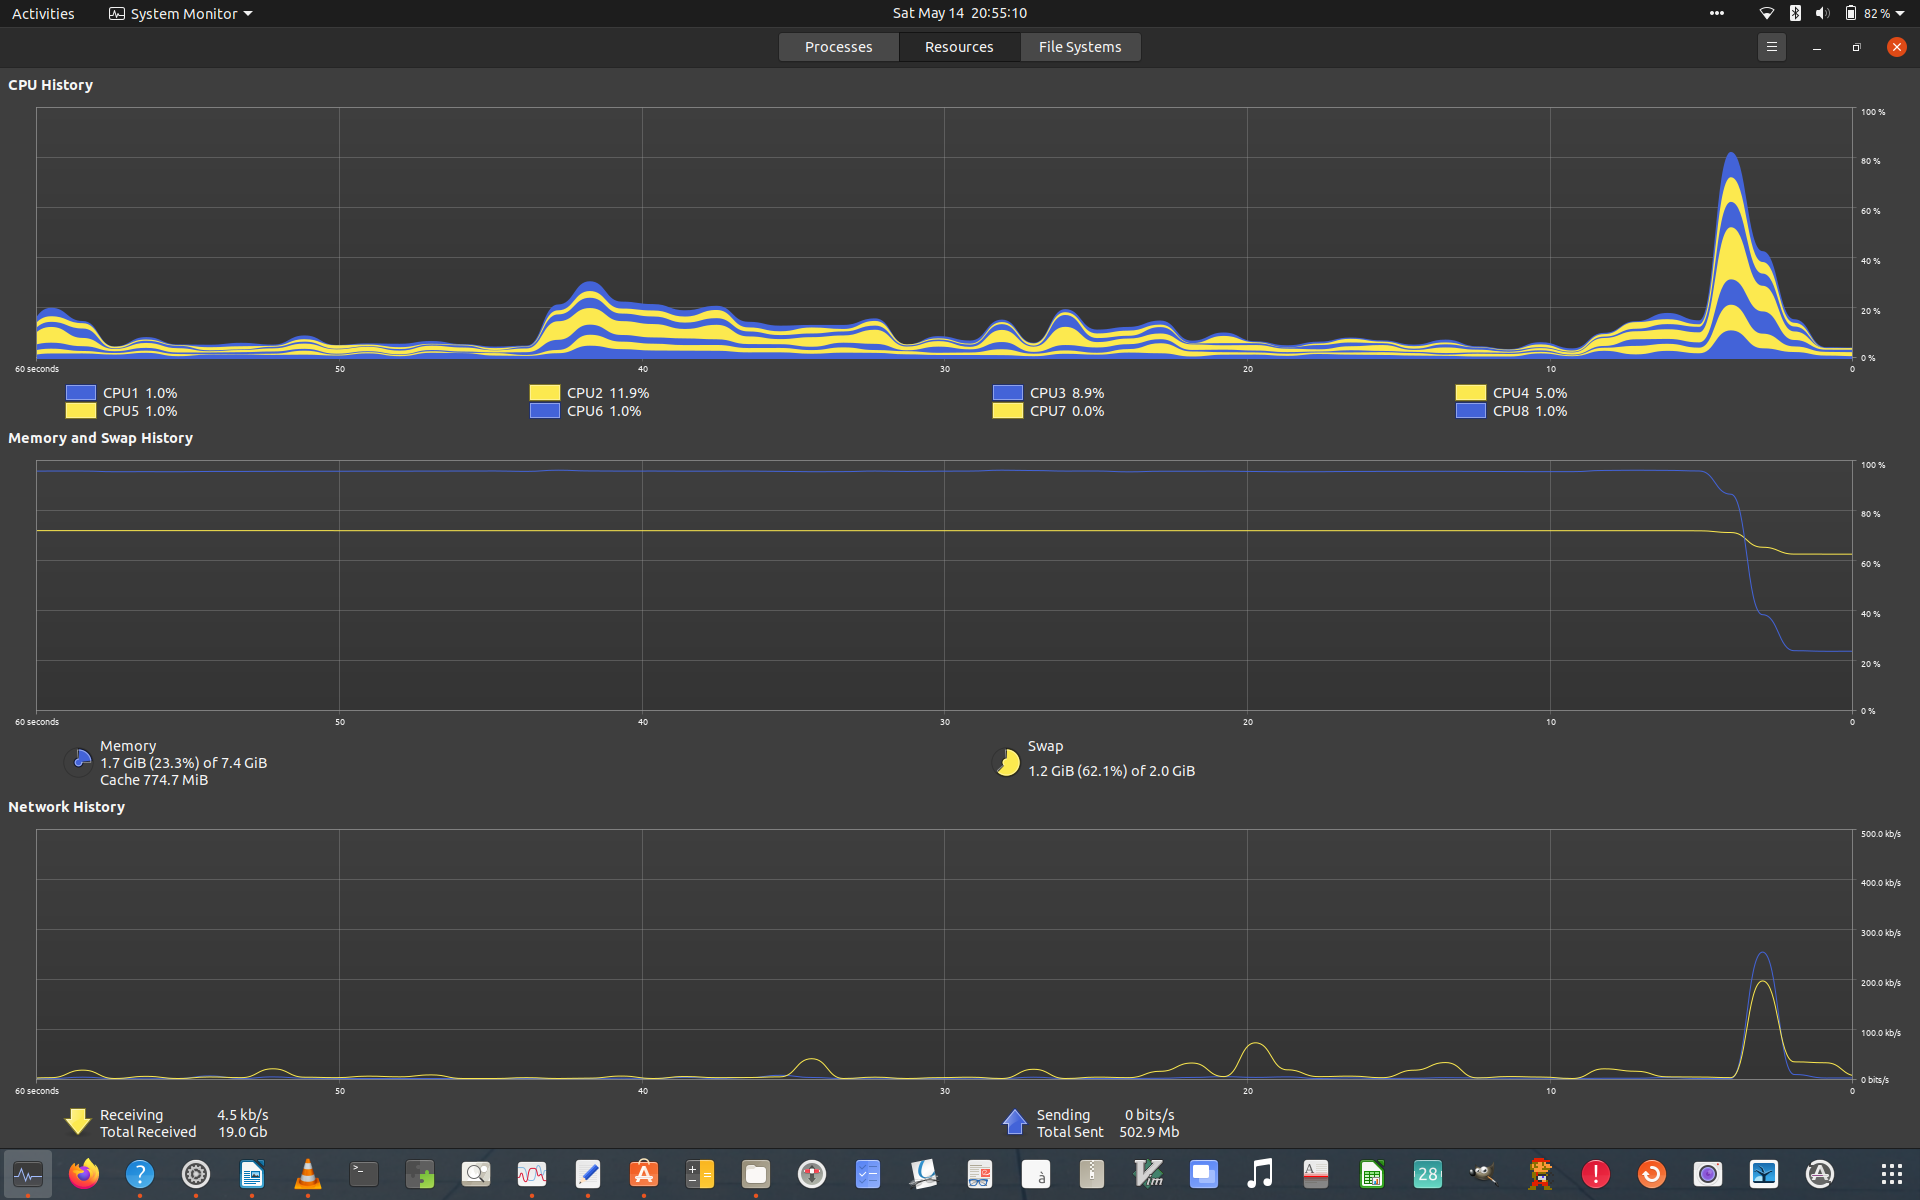 Activities System Monitor Sat May 14 20:55:10 82 %
Processes Resources File Systems
CPU History
100 %
80 %
60 %
40 %
20 %
0 %
60 seconds 50 40 30 20 10 0
CPU1 1.0% CPU2 11.9% CPU3 8.9% CPU4 5.0%
CPU5 1.0% CPU6 1.0% CPU7 0.0% CPU8 1.0%
Memory and Swap History
100 %
80 %
60 %
40 %
20 %
0 %
60 seconds 50 40 30 20 10 0
Memory
1.7 GiB (23.3%) of 7.4 GiB
Cache 774.7 MiB
Swap
1.2 GiB (62.1%) of 2.0 GiB
Network History
500.0 kb/s
400.0 kb/s
300.0 kb/s
200.0 kb/s
100.0 kb/s
0 bits/s
60 seconds 50 40 30 20 10 0
Receiving 4.5 kb/s
Total Received 19.0 Gb
Sending 0 bits/s
Total Sent 502.9 Mb
? >_ A à Vim A 28 ! A